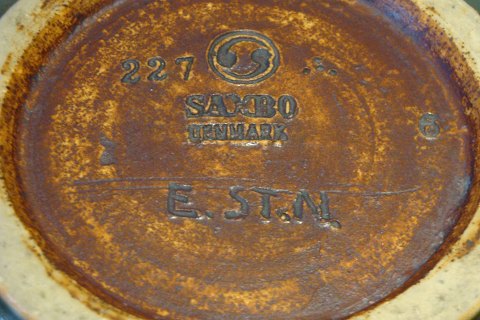 227
SAXBO
DENMARK
E. ST. N.